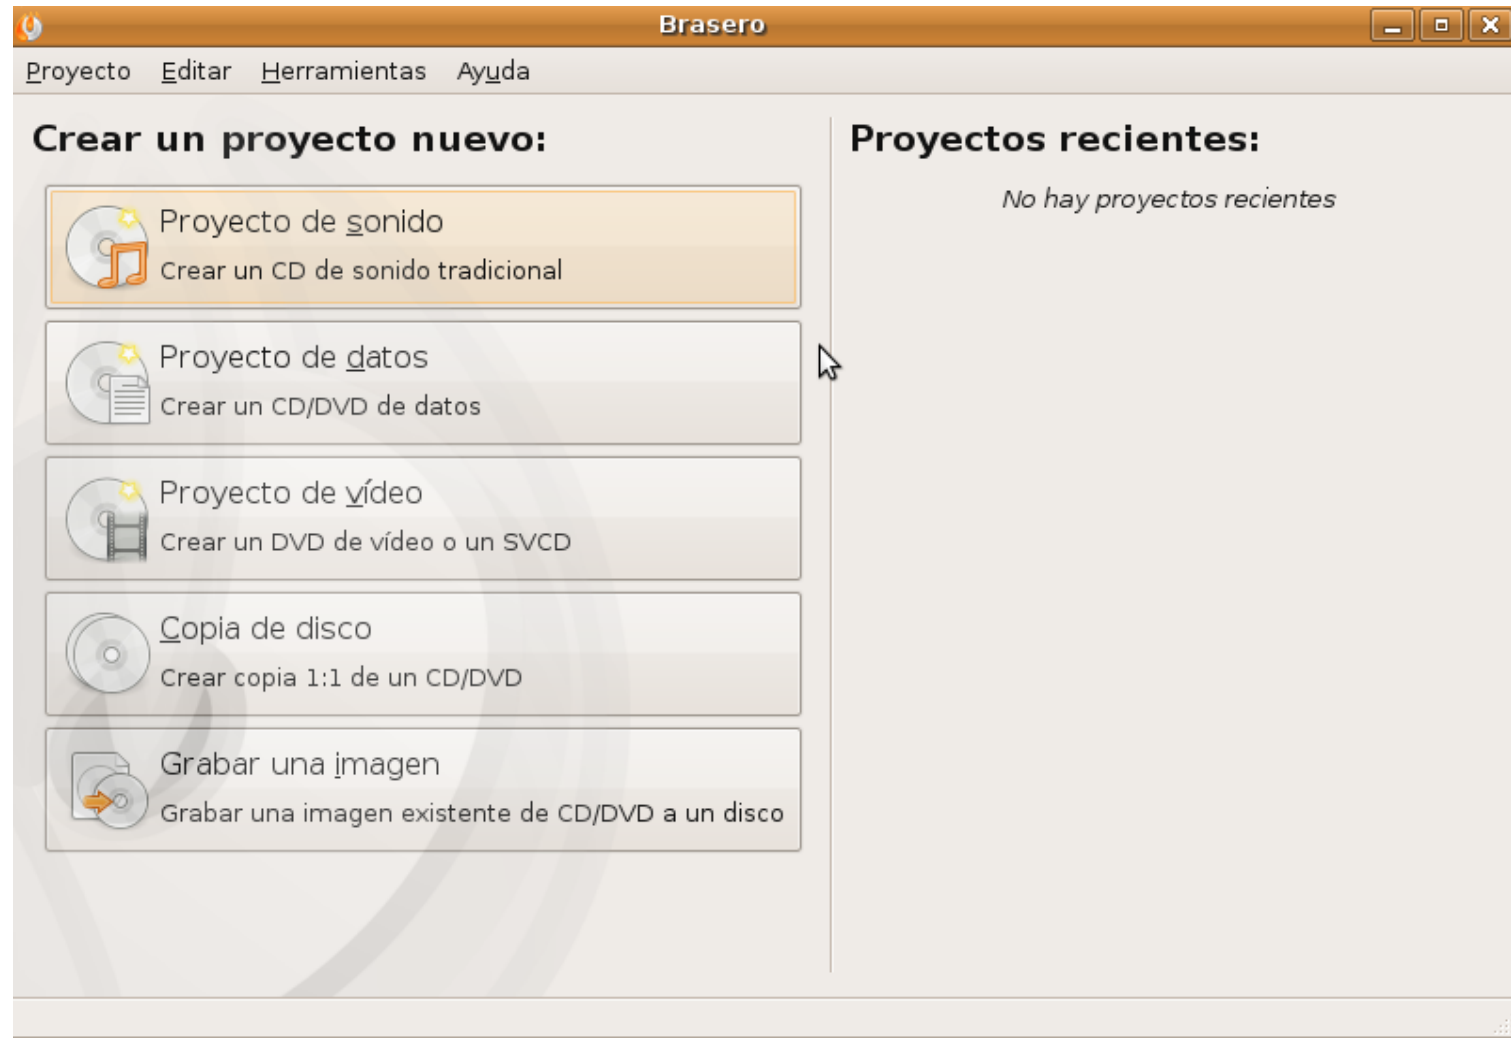 Brasero
Proyecto Editar Herramientas Ayuda
Crear un proyecto nuevo:
Proyecto de sonido
Crear un CD de sonido tradicional
Proyecto de datos
Crear un CD/DVD de datos
Proyecto de vídeo
Crear un DVD de vídeo o un SVCD
Copia de disco
Crear copia 1:1 de un CD/DVD
Grabar una imagen
Grabar una imagen existente de CD/DVD a un disco
Proyectos recientes:
No hay proyectos recientes